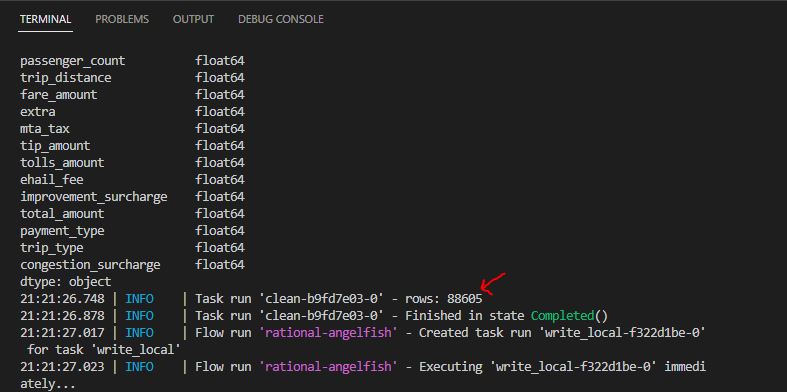 TERMINAL PROBLEMS OUTPUT DEBUG CONSOLE
passenger_count float64
trip_distance float64
fare_amount float64
extra float64
mta_tax float64
tip_amount float64
tolls_amount float64
ehail_fee float64
improvement_surcharge float64
total_amount float64
payment_type float64
trip_type float64
congestion_surcharge float64
dtype: object
21:21:26.748 | INFO | Task run 'clean-b9fd7e03-0' - rows: 88605
21:21:26.878 | INFO | Task run 'clean-b9fd7e03-0' - Finished in state Completed()
21:21:27.017 | INFO | Flow run 'rational-angelfish' - Created task run 'write_local-f322d1be-0'
for task 'write_local'
21:21:27.023 | INFO | Flow run 'rational-angelfish' - Executing 'write_local-f322d1be-0' immedi
ately...